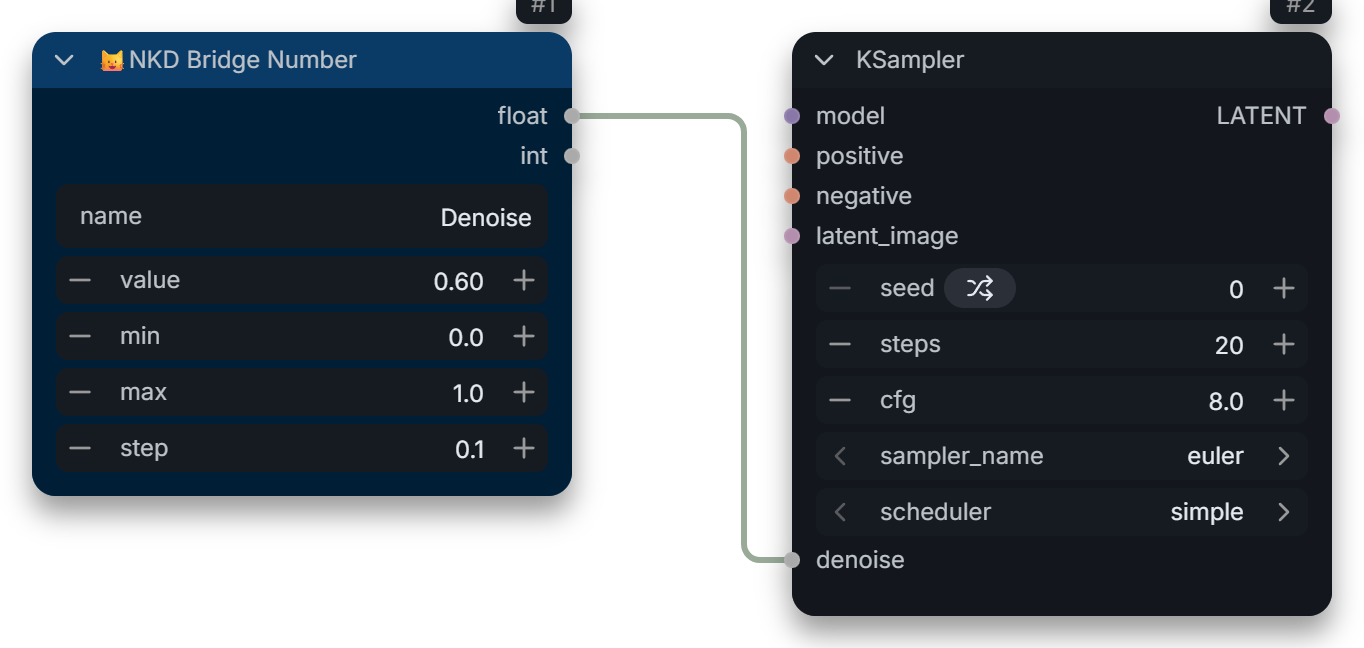 #1
NKD Bridge Number
float
int
name Denoise
value 0.60
min 0.0
max 1.0
step 0.1
#2
KSampler
model LATENT
positive
negative
latent_image
seed 0
steps 20
cfg 8.0
sampler_name euler
scheduler simple
denoise